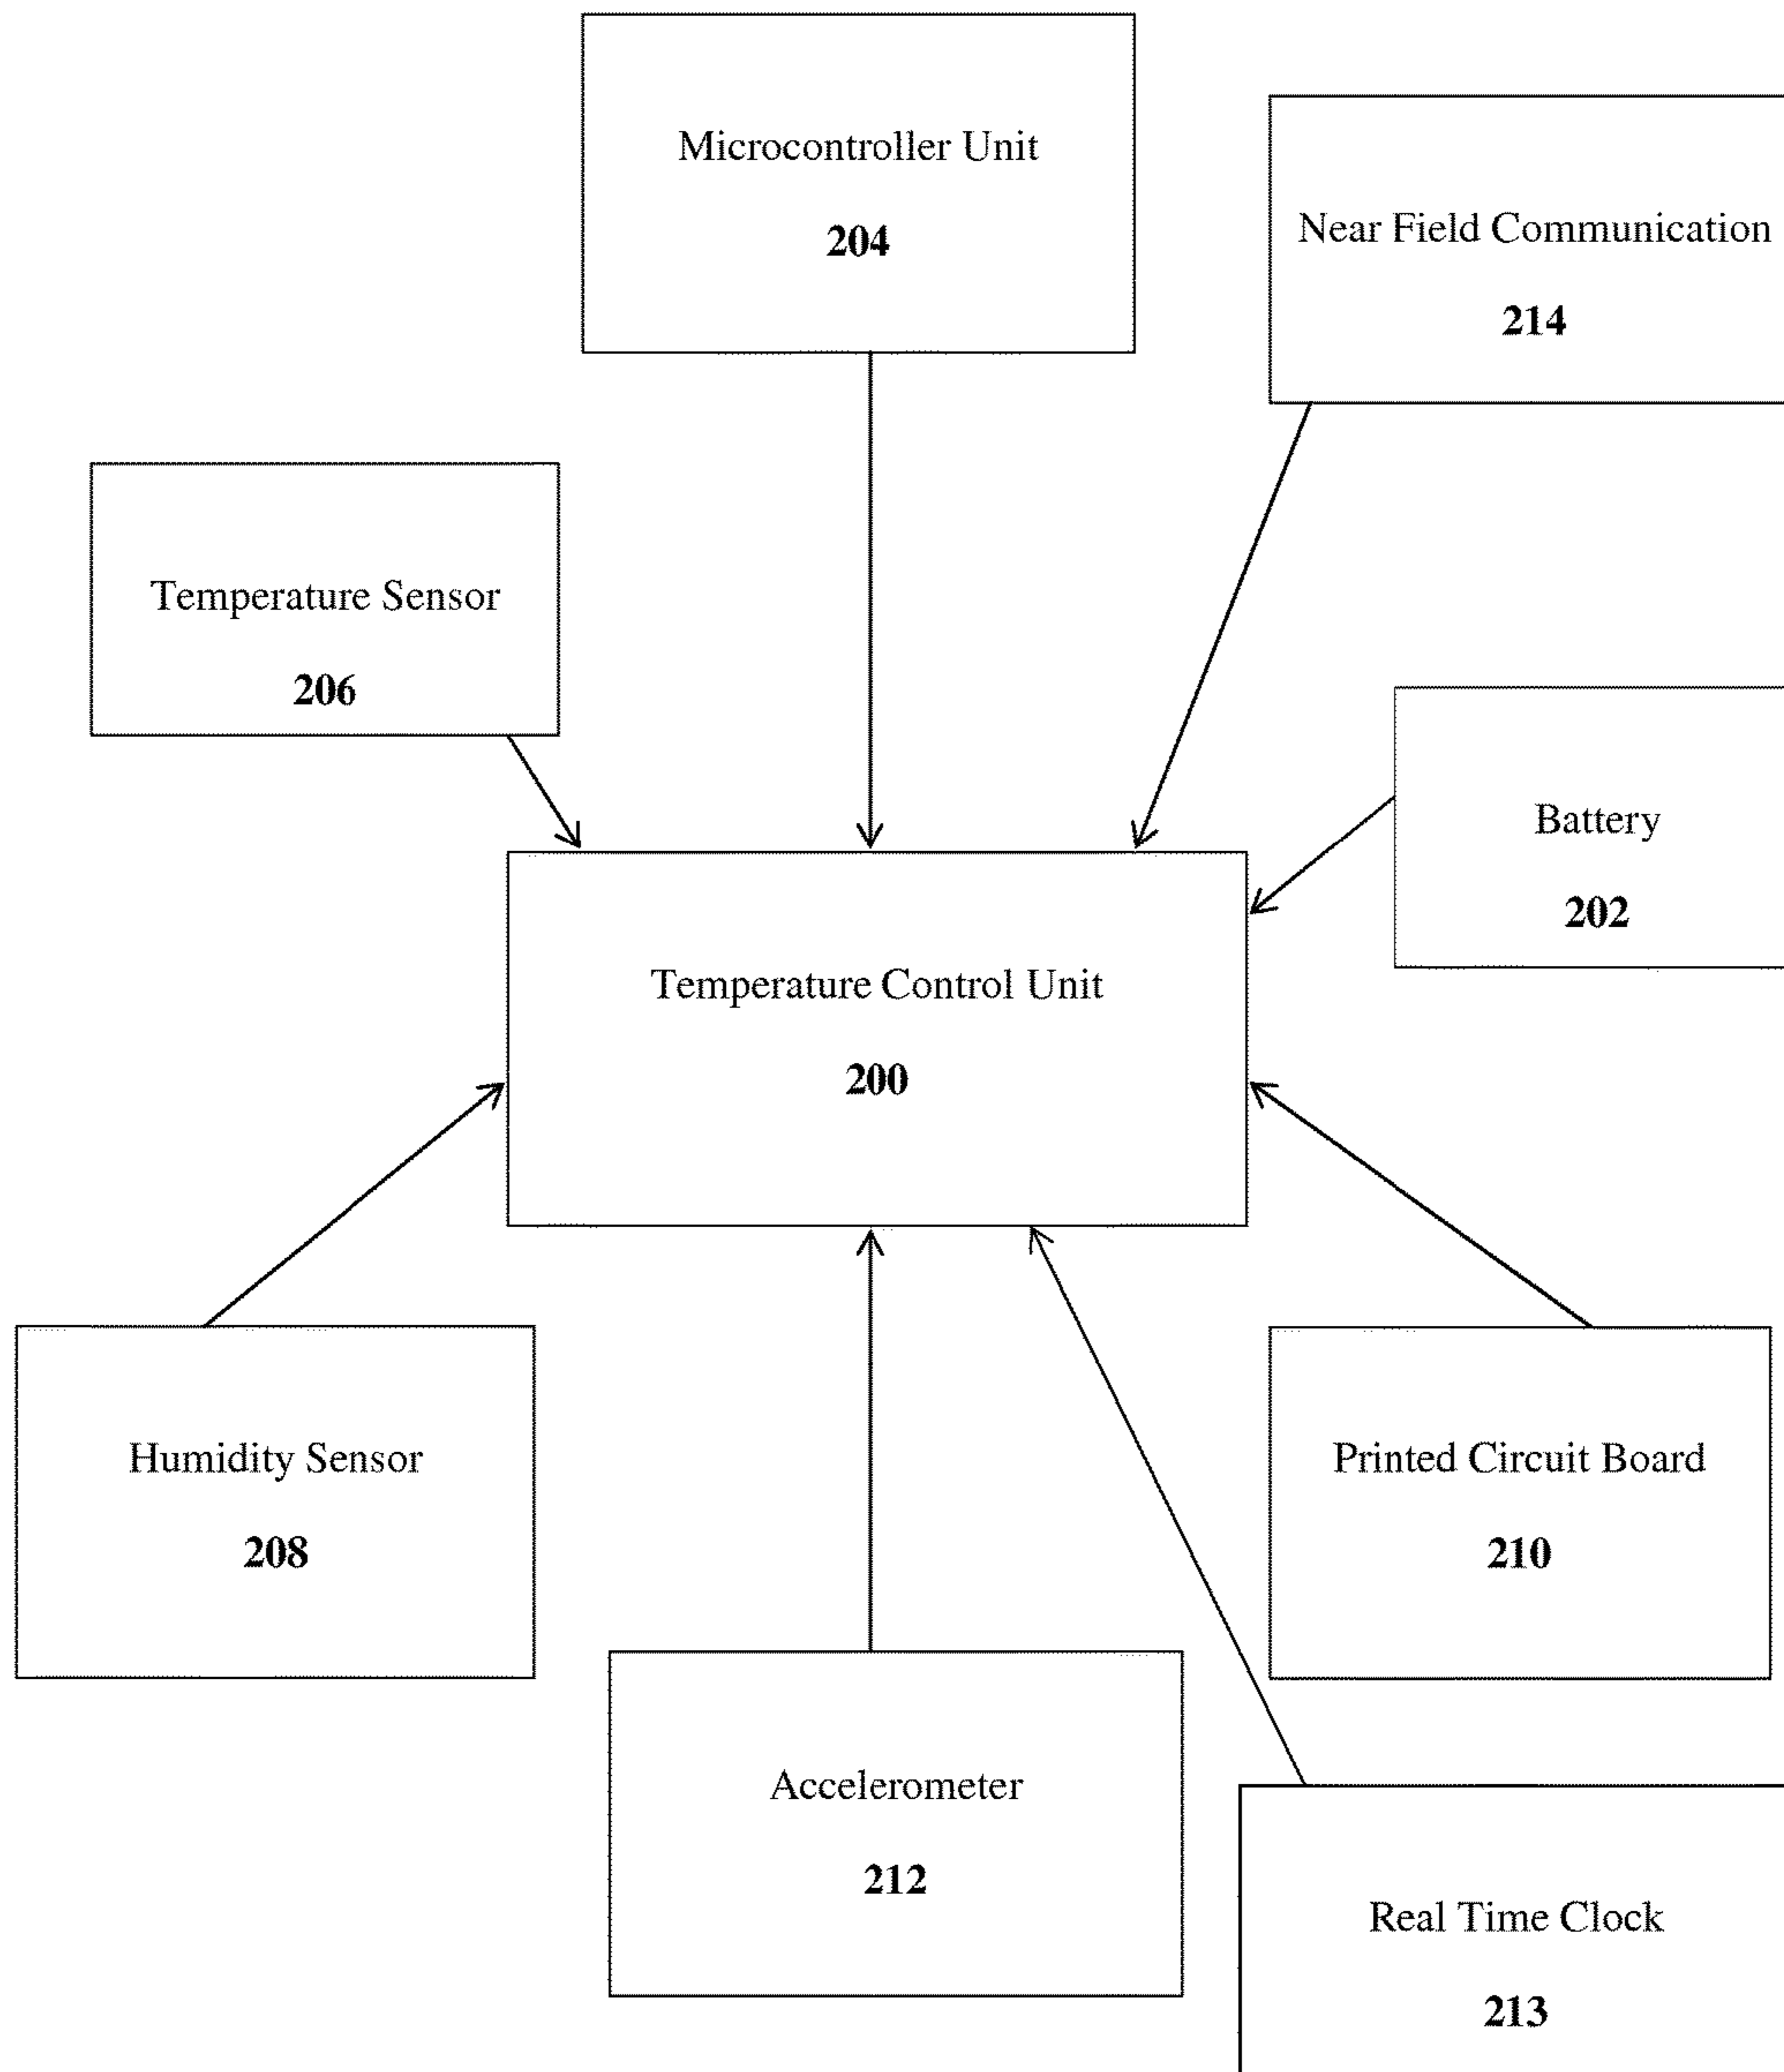 Microcontroller Unit
204
Near Field Communication
214
Temperature Sensor
206
Battery
202
Temperature Control Unit
200
Humidity Sensor
208
Printed Circuit Board
210
Accelerometer
212
Real Time Clock
213